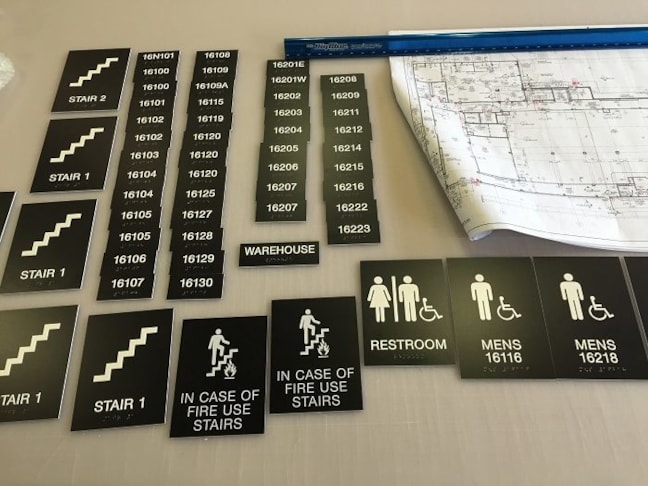 STAIR 2
STAIR 1
STAIR 1
TAIR 1
STAIR 1
16N101
16100
16100
16101
16102
16102
16103
16104
16104
16105
16105
16106
16107
16108
16109
16109A
16115
16119
16120
16120
16120
16125
16127
16128
16129
16130
16201E
16201W
16202
16203
16204
16205
16206
16207
16207
16208
16209
16211
16212
16214
16215
16216
16222
16223
WAREHOUSE
IN CASE OF
FIRE USE
STAIRS
IN CASE OF
FIRE USE
STAIRS
RESTROOM
MENS
16116
MENS
16218
BigBlue